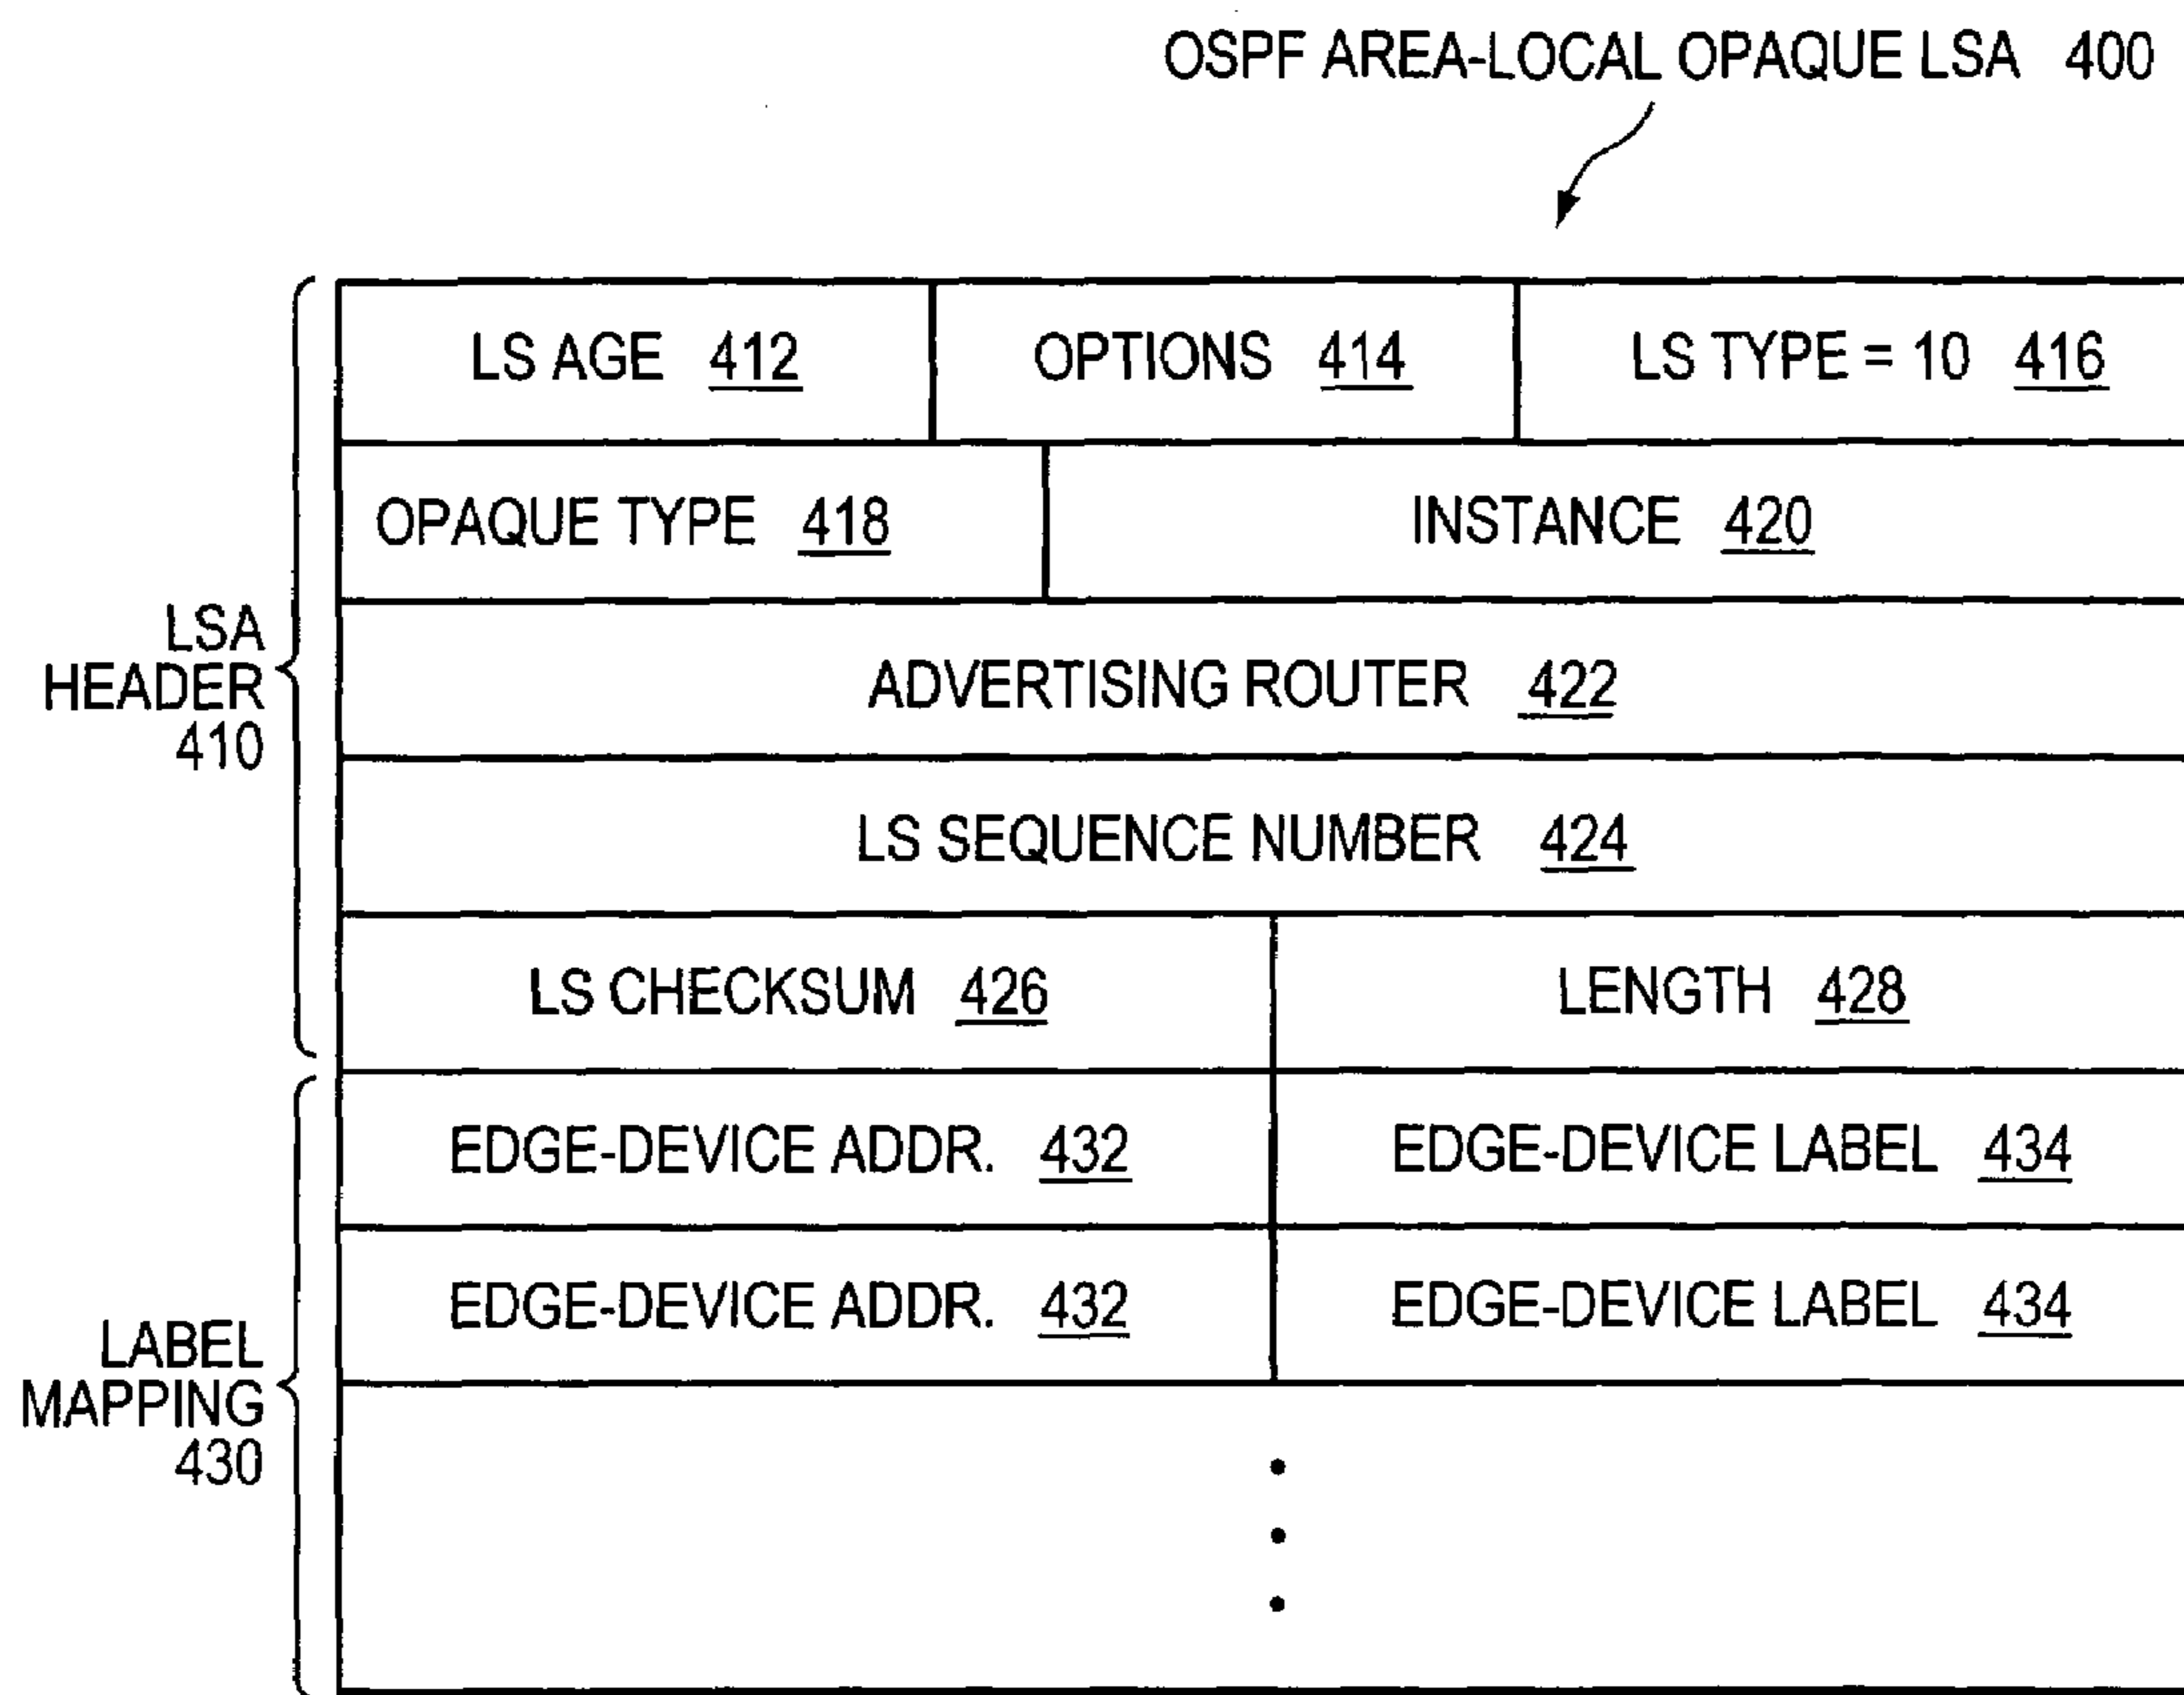 OSPF AREA-LOCAL OPAQUE LSA 400
LS AGE 412 OPTIONS 414 LS TYPE = 10 416
OPAQUE TYPE 418 INSTANCE 420
LSA
HEADER
410
ADVERTISING ROUTER 422
LS SEQUENCE NUMBER 424
LS CHECKSUM 426 LENGTH 428
EDGE-DEVICE ADDR. 432 EDGE-DEVICE LABEL 434
EDGE-DEVICE ADDR. 432 EDGE-DEVICE LABEL 434
LABEL
MAPPING
430